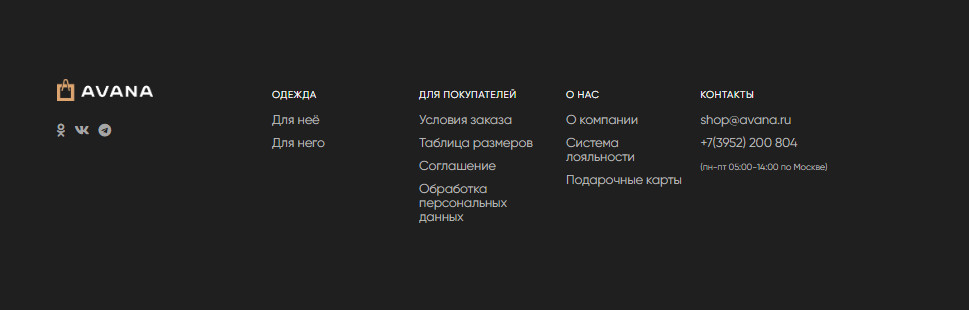 AVANA
ОДЕЖДА
Для неё
Для него
ДЛЯ ПОКУПАТЕЛЕЙ
Условия заказа
Таблица размеров
Соглашение
Обработка
персональных
данных
О НАС
О компании
Система
лояльности
Подарочные карты
КОНТАКТЫ
shop@avana.ru
+7(3952) 200 804
(пн-пт 05:00-14:00 по Москве)